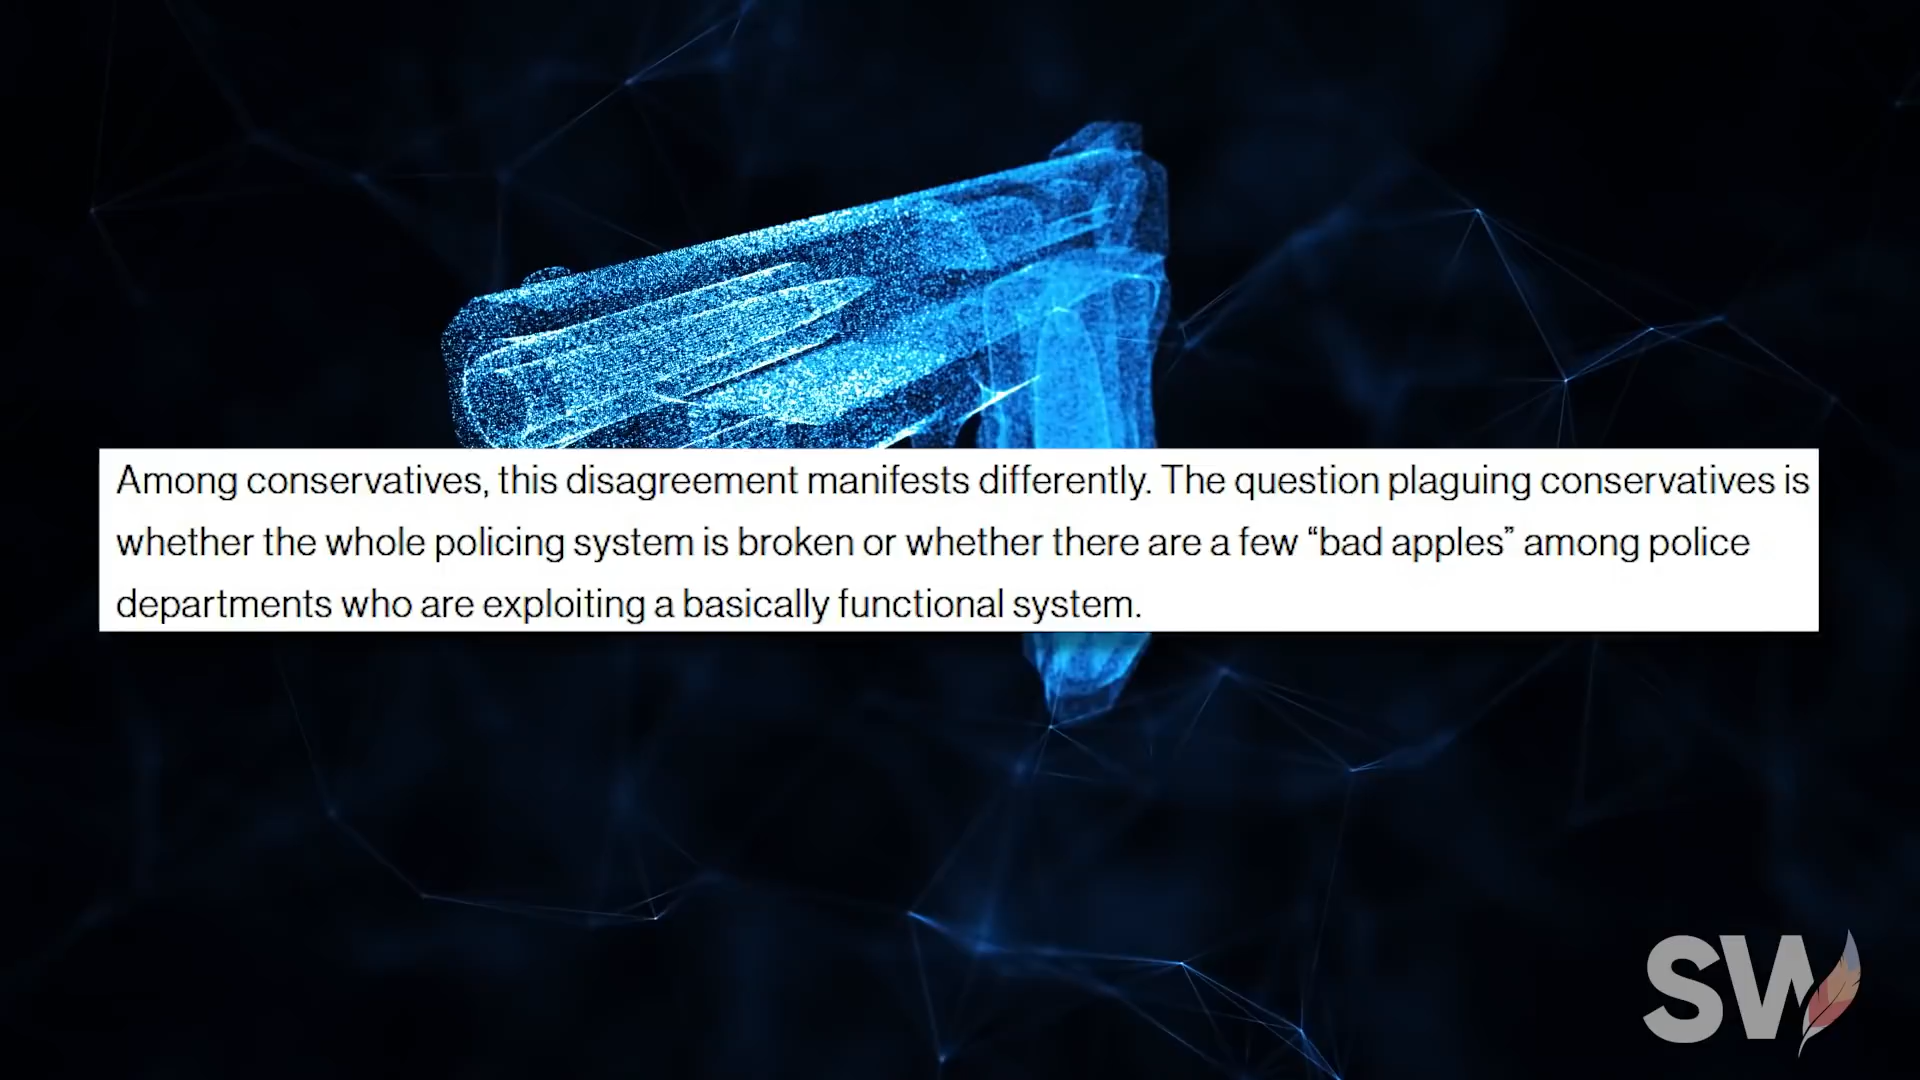 Among conservatives, this disagreement manifests differently. The question plaguing conservatives is
whether the whole policing system is broken or whether there are a few “bad apples” among police
departments who are exploiting a basically functional system.
SW